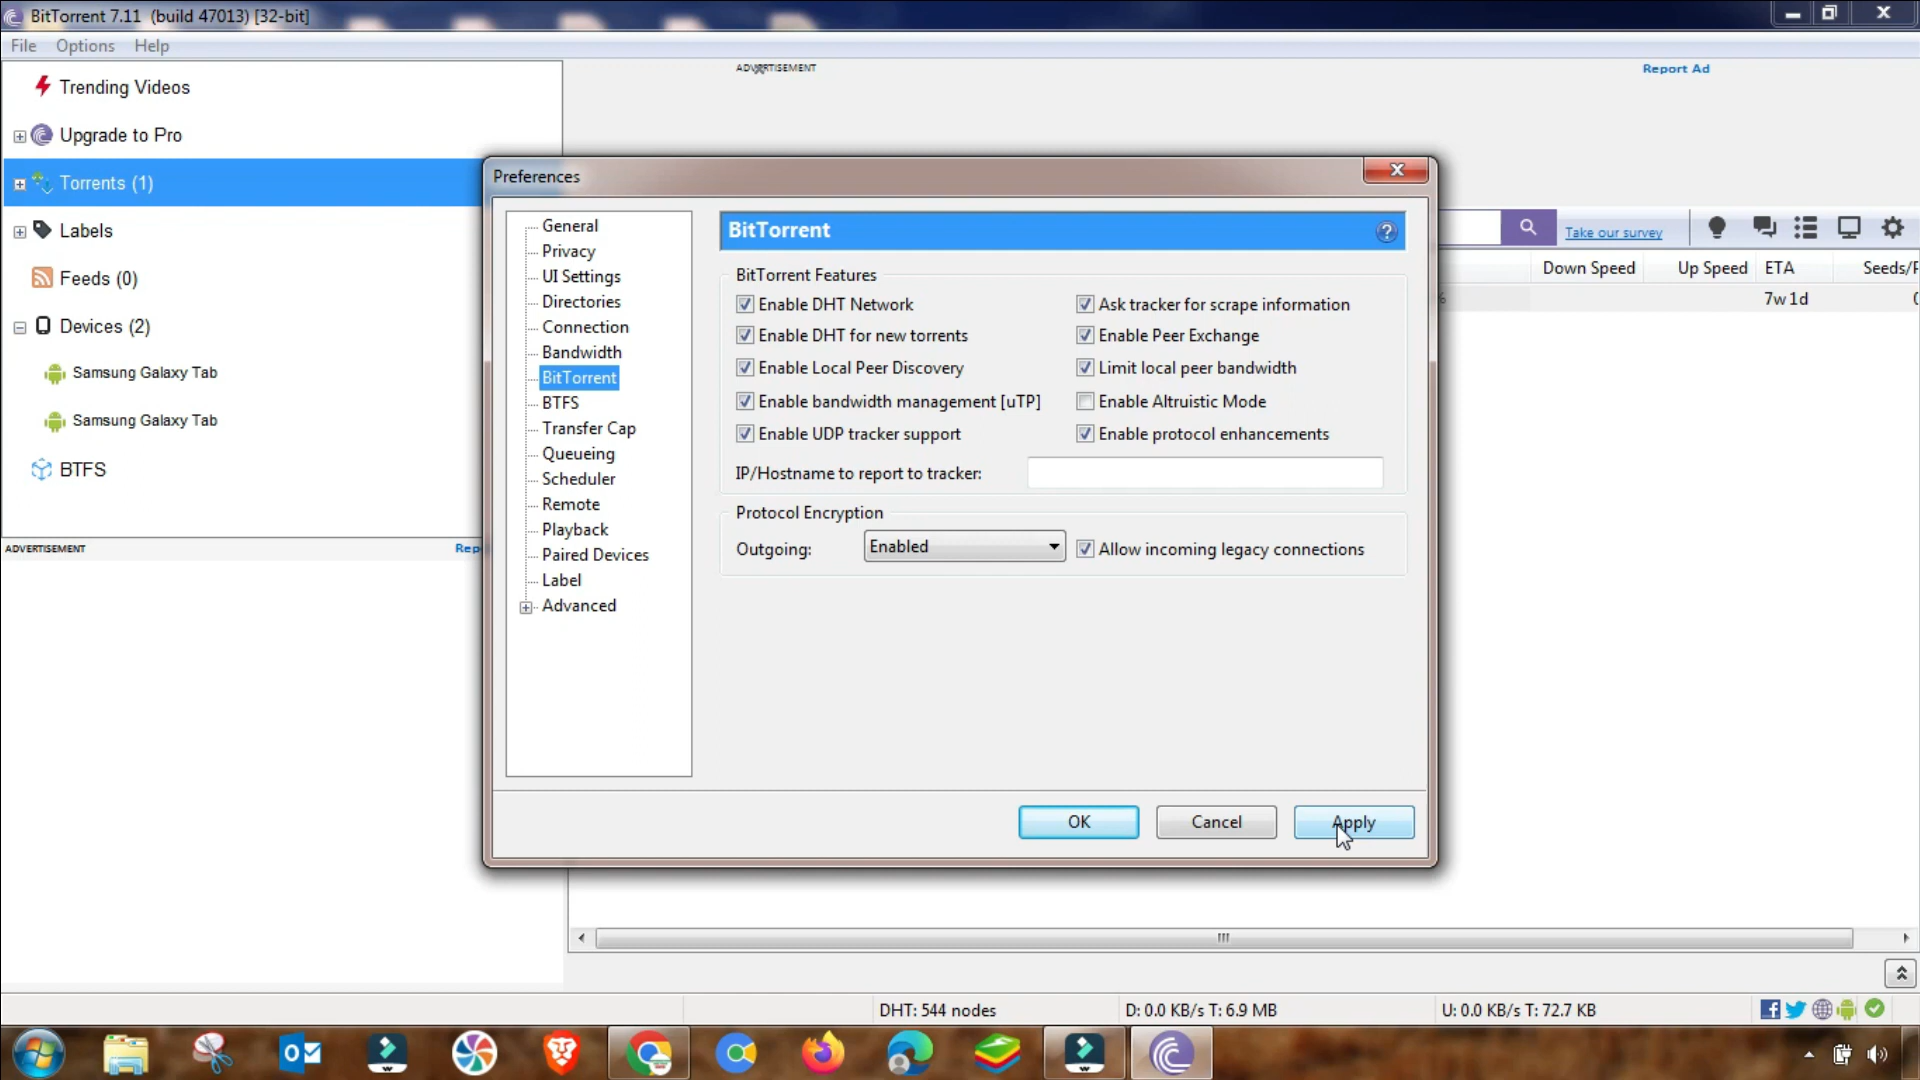 BitTorrent 7.11 (build 47013) [32-bit]
File Options Help
Trending Videos
Upgrade to Pro
Torrents (1)
Labels
Feeds (0)
Devices (2)
Samsung Galaxy Tab
Samsung Galaxy Tab
BTFS
ADVERTISEMENT
ADVERTISEMENT
Report Ad
Take our survey
Down Speed Up Speed ETA
7w 1d
Preferences
General
Privacy
UI Settings
Directories
Connection
Bandwidth
BitTorrent
BTFS
Transfer Cap
Queueing
Scheduler
Remote
Playback
Paired Devices
Label
Advanced
BitTorrent
BitTorrent Features
Enable DHT Network Ask tracker for scrape information
Enable DHT for new torrents Enable Peer Exchange
Enable Local Peer Discovery Limit local peer bandwidth
Enable bandwidth management [uTP] Enable Altruistic Mode
Enable UDP tracker support Enable protocol enhancements
IP/Hostname to report to tracker:
Protocol Encryption
Outgoing: Enabled Allow incoming legacy connections
OK Cancel Apply
DHT: 544 nodes D: 0.0 KB/s T: 6.9 MB U: 0.0 KB/s T: 72.7 KB